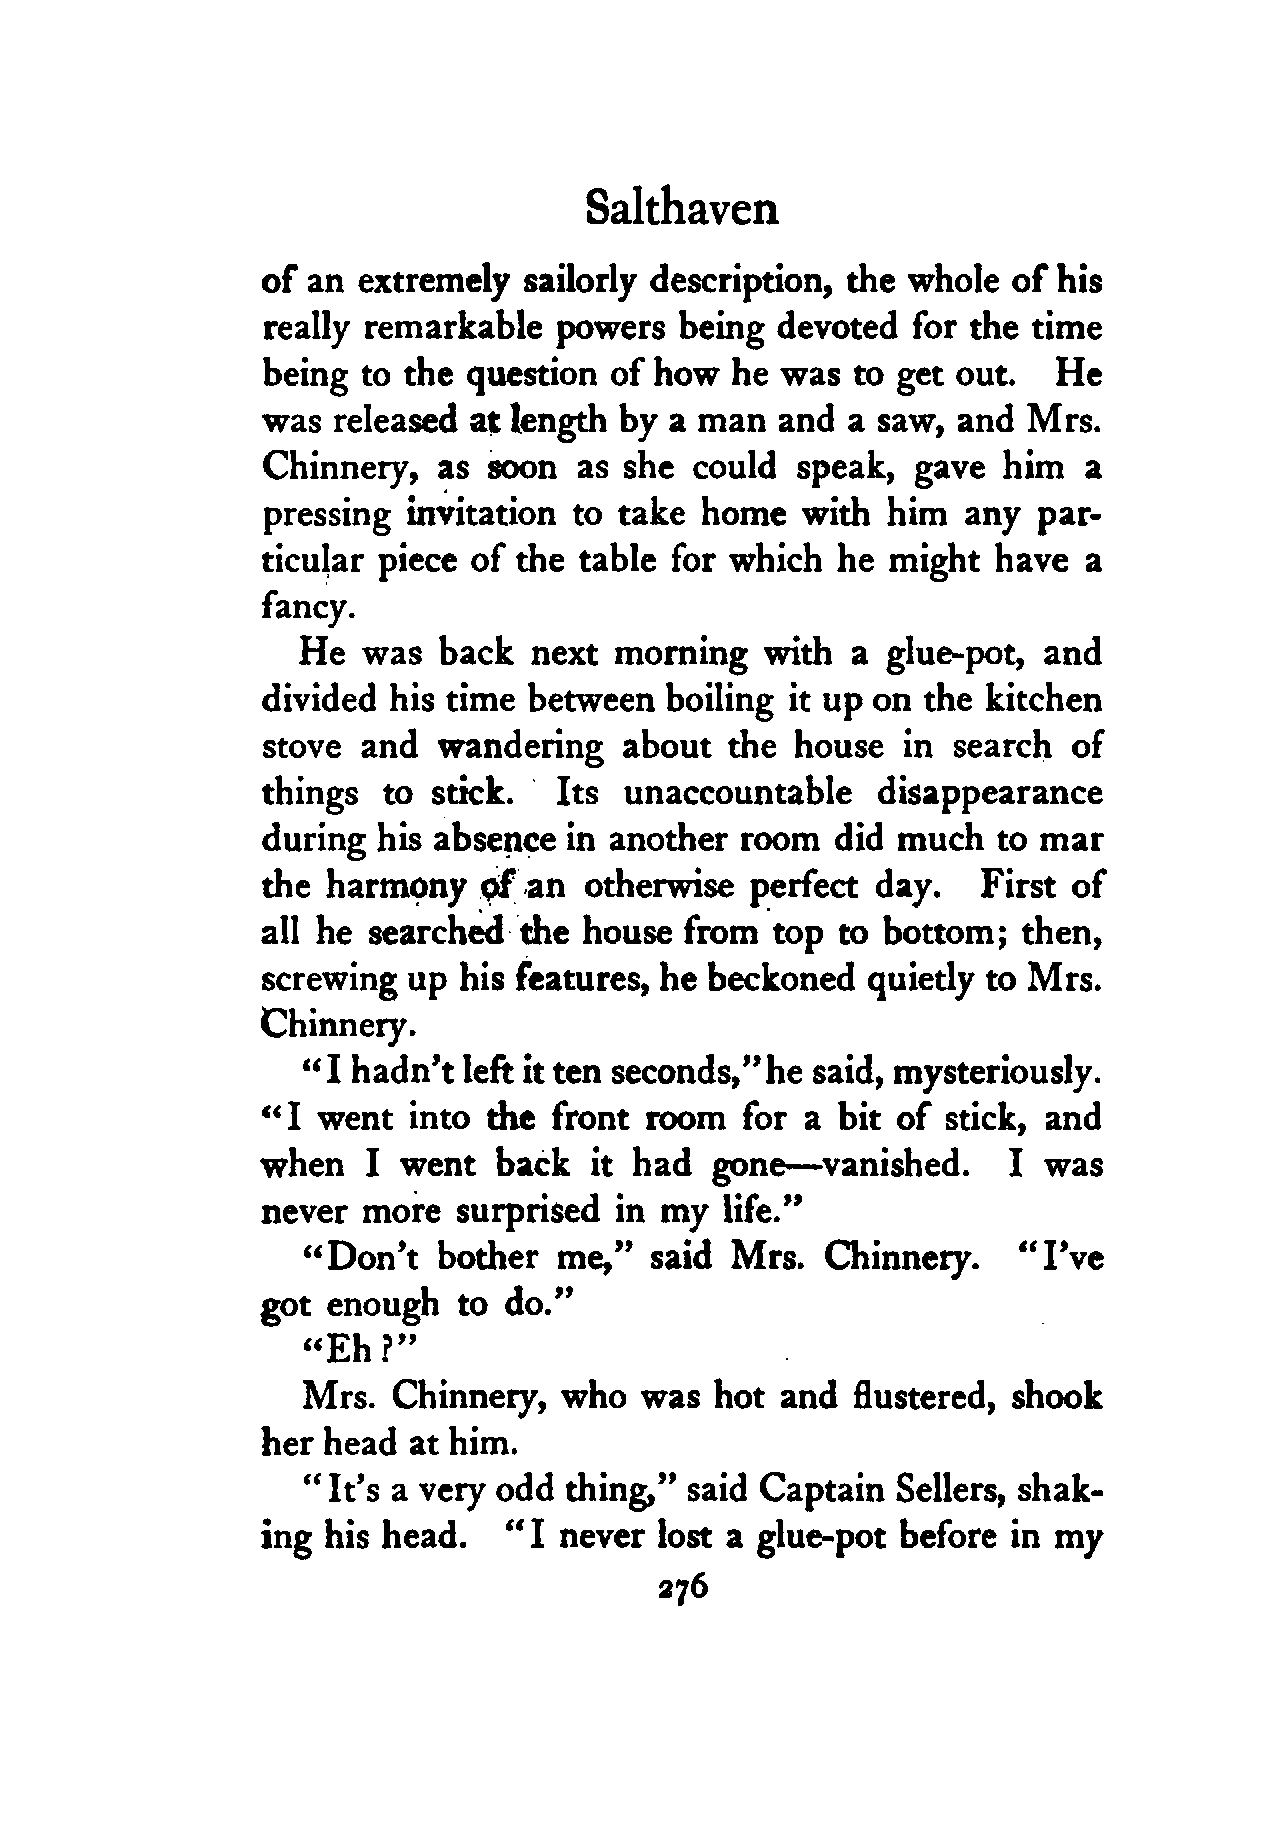 Salthaven
of an extremely sailorly description, the whole of his
really remarkable powers being devoted for the time
being to the question of how he was to get out. He
was released at length by a man and a saw, and Mrs.
Chinnery, as soon as she could speak, gave him a
pressing invitation to take home with him any par-
ticular piece of the table for which he might have a
fancy.
He was back next morning with a glue-pot, and
divided his time between boiling it up on the kitchen
stove and wandering about the house in search of
things to stick. Its unaccountable disappearance
during his absence in another room did much to mar
the harmony of an otherwise perfect day. First of
all he searched the house from top to bottom; then,
screwing up his features, he beckoned quietly to Mrs.
Chinnery.
“I hadn't left it ten seconds,” he said, mysteriously.
“I went into the front room for a bit of stick, and
when I went back it had gone—vanished. I was
never more surprised in my life.”
“Don't bother me,” said Mrs. Chinnery. “I've
got enough to do.”
“Eh?”
Mrs. Chinnery, who was hot and flustered, shook
her head at him.
“It's a very odd thing,” said Captain Sellers, shak-
ing his head. “I never lost a glue-pot before in my
276